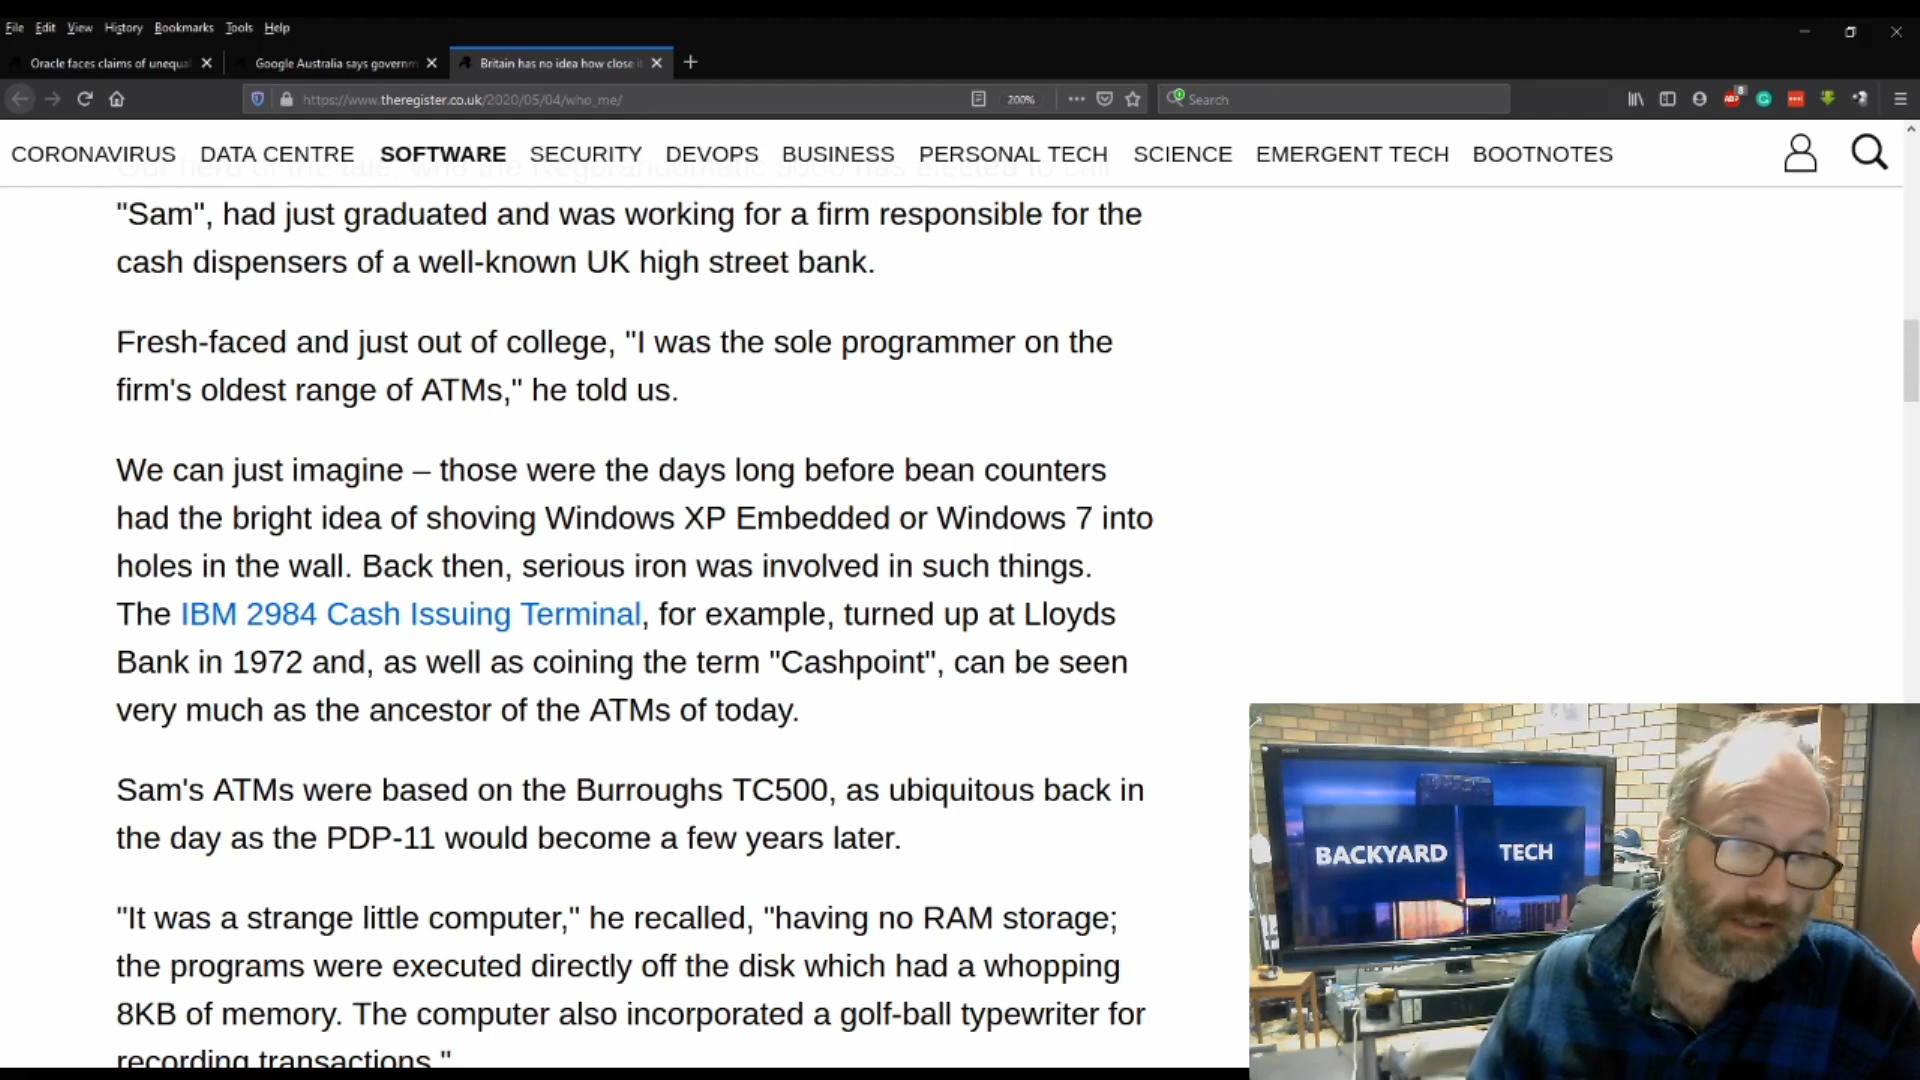 File Edit View History Bookmarks Tools Help
Oracle faces claims of unequa
Google Australia says governm
Britain has no idea how close i
https://www.theregister.co.uk/2020/05/04/who_me/
200%
Search
ABP
8
CORONAVIRUS DATA CENTRE SOFTWARE SECURITY DEVOPS BUSINESS PERSONAL TECH SCIENCE EMERGENT TECH BOOTNOTES
"Sam", had just graduated and was working for a firm responsible for the
cash dispensers of a well-known UK high street bank.
Fresh-faced and just out of college, "I was the sole programmer on the
firm's oldest range of ATMs," he told us.
We can just imagine – those were the days long before bean counters
had the bright idea of shoving Windows XP Embedded or Windows 7 into
holes in the wall. Back then, serious iron was involved in such things.
The IBM 2984 Cash Issuing Terminal, for example, turned up at Lloyds
Bank in 1972 and, as well as coining the term "Cashpoint", can be seen
very much as the ancestor of the ATMs of today.
Sam's ATMs were based on the Burroughs TC500, as ubiquitous back in
the day as the PDP-11 would become a few years later.
"It was a strange little computer," he recalled, "having no RAM storage;
the programs were executed directly off the disk which had a whopping
8KB of memory. The computer also incorporated a golf-ball typewriter for
recording transactions."
BACKYARD TECH